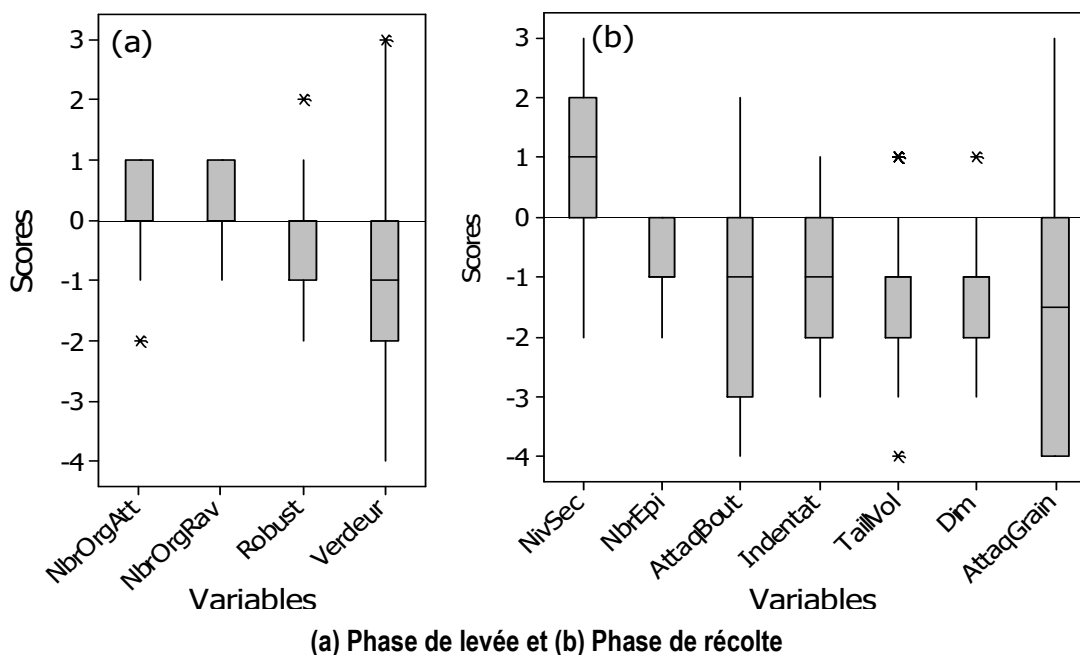 (a)
3
2
1
0
-1
-2
-3
-4
Scores
NbrOrgAtt
NbrOrgRav
Robust
Verdeur
Variables
(b)
3
2
1
0
-1
-2
-3
-4
Scores
NivSec
NbrEpi
AttaqBout
Indentat
TaillVol
Dim
AttaqGrain
Variables
(a) Phase de levée et (b) Phase de récolte